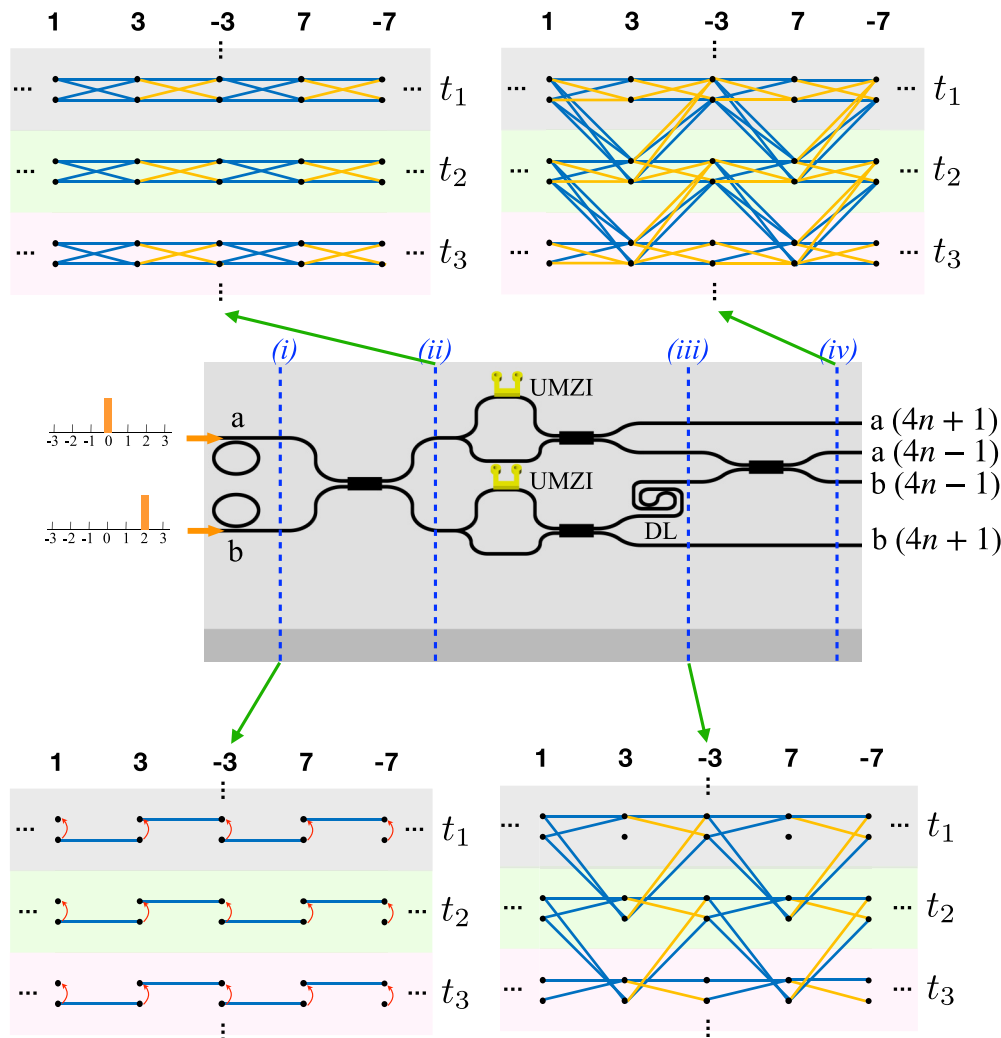 1 3 -3 7 -7
... t₁ ...
... t₂ ...
... t₃ ...
1 3 -3 7 -7
... t₁ ...
... t₂ ...
... t₃ ...
(i) (ii) (iii) (iv)
a
b
-3 -2 -1 0 2 3
-3 -2 -1 0 2 3
UMZI
UMZI
DL
a (4n + 1)
a (4n − 1)
b (4n − 1)
b (4n + 1)
1 3 -3 7 -7
... t₁ ...
... t₂ ...
... t₃ ...
1 3 -3 7 -7
... t₁ ...
... t₂ ...
... t₃ ...